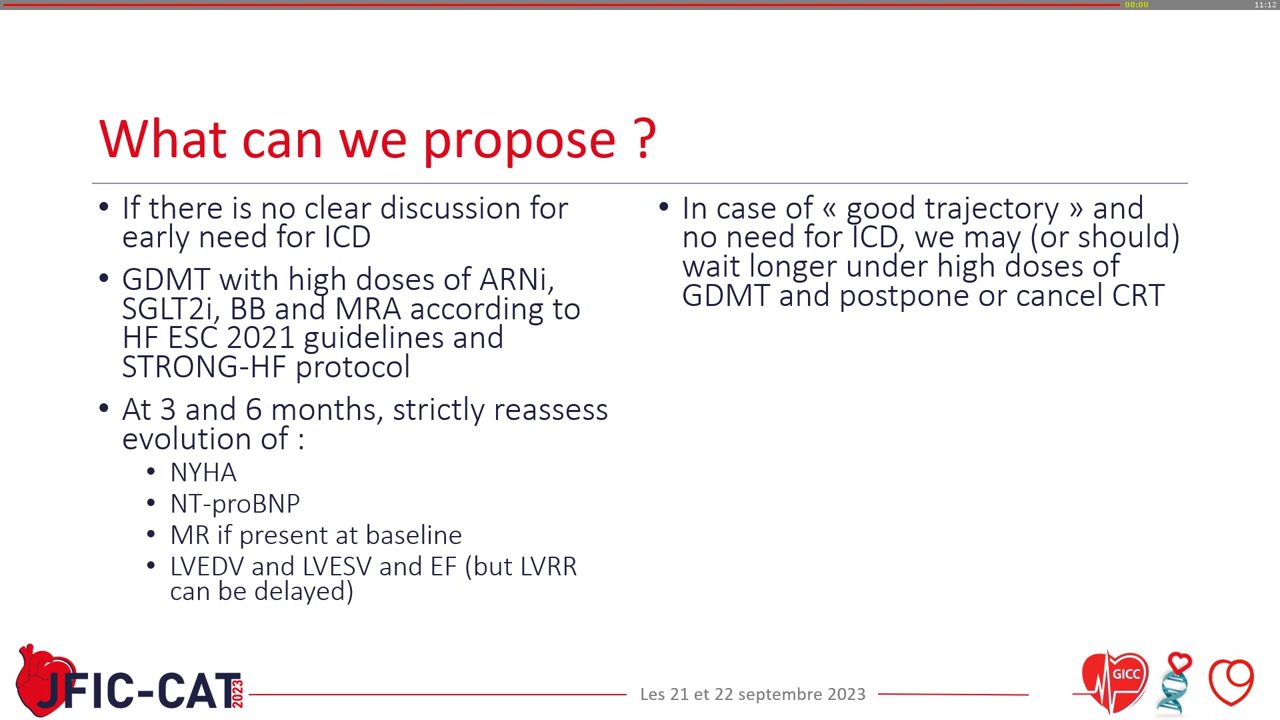 00:00
11:12
What can we propose ?
• If there is no clear discussion for
early need for ICD
• GDMT with high doses of ARNi,
SGLT2i, BB and MRA according to
HF ESC 2021 guidelines and
STRONG-HF protocol
• At 3 and 6 months, strictly reassess
evolution of :
• NYHA
• NT-proBNP
• MR if present at baseline
• LVEDV and LVESV and EF (but LVRR
can be delayed)
• In case of « good trajectory » and
no need for ICD, we may (or should)
wait longer under high doses of
GDMT and postpone or cancel CRT
JFIC-CAT
2023
Les 21 et 22 septembre 2023
GICC